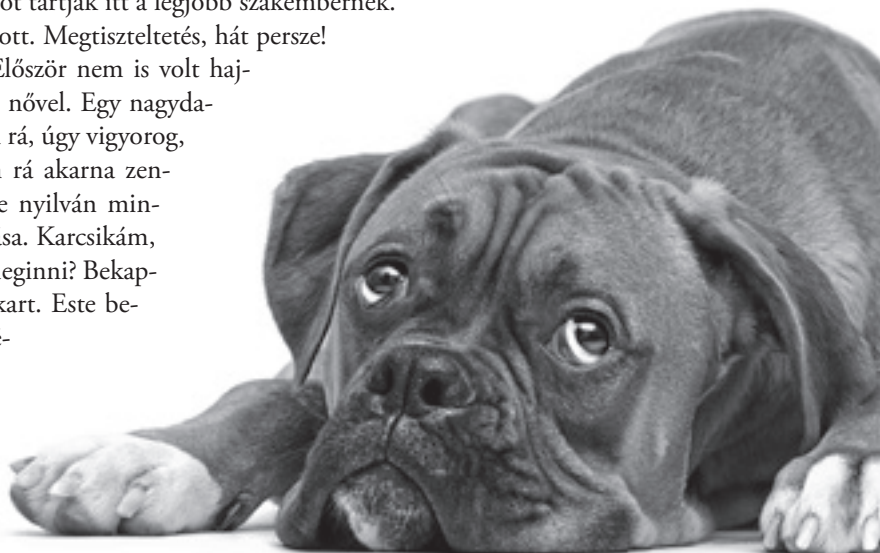 őt tartják itt a legjobb szakembernek.
ott. Megtiszteltetés, hát persze!
Először nem is volt haj-
nővel. Egy nagyda-
rá, úgy vigyorog,
rá akarna zen-
e nyilván min-
sa. Karcsikám,
eginni? Bekap-
kart. Este be-